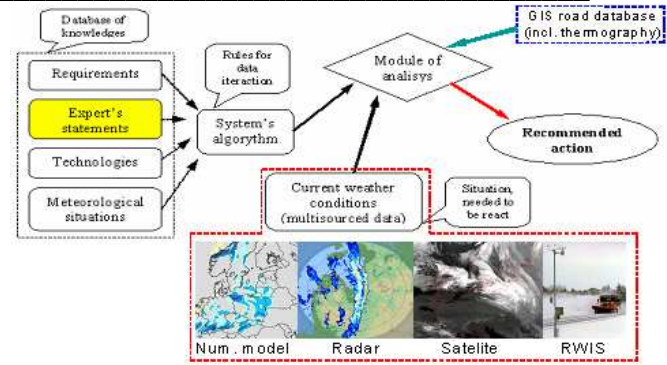 Database of
knowledges
Requirements
Expert's
statements
Technologies
Meteorological
situations
Rules for
data
iteraction
System's
algorythm
Module of
analisys
GIS road database
(incl.thermography)
Recommended
action
Current weather
conditions
(multisourced data)
Situation,
needed to
be react
Num. model
Radar
Satelite
RWIS